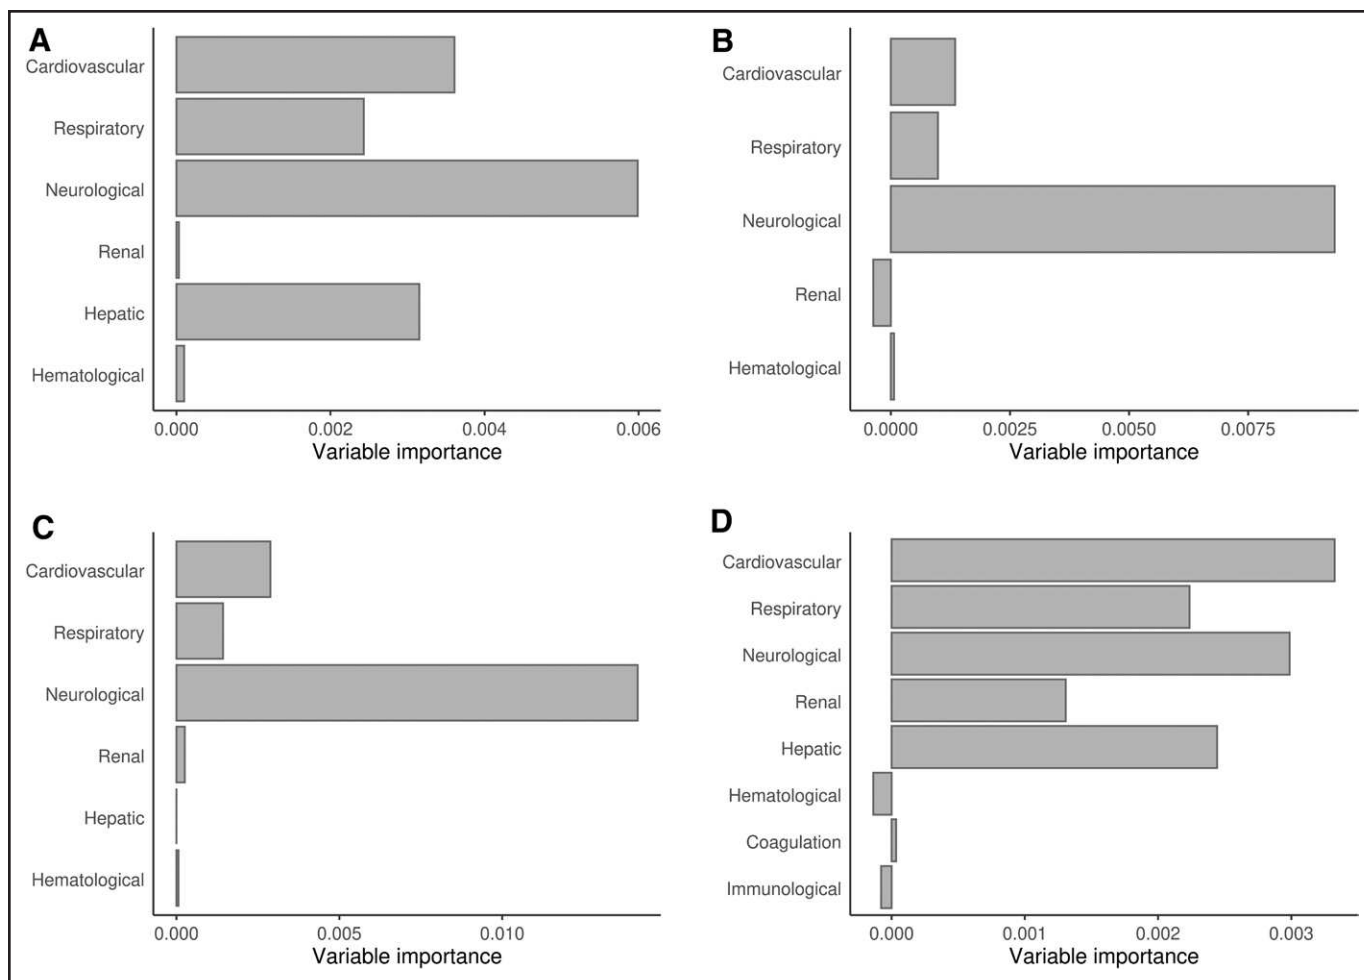 A
Cardiovascular
Respiratory
Neurological
Renal
Hepatic
Hematological
0.000 0.002 0.004 0.006
Variable importance
B
Cardiovascular
Respiratory
Neurological
Renal
Hematological
0.0000 0.0025 0.0050 0.0075
Variable importance
C
Cardiovascular
Respiratory
Neurological
Renal
Hepatic
Hematological
0.000 0.005 0.010
Variable importance
D
Cardiovascular
Respiratory
Neurological
Renal
Hepatic
Hematological
Coagulation
Immunological
0.000 0.001 0.002 0.003
Variable importance